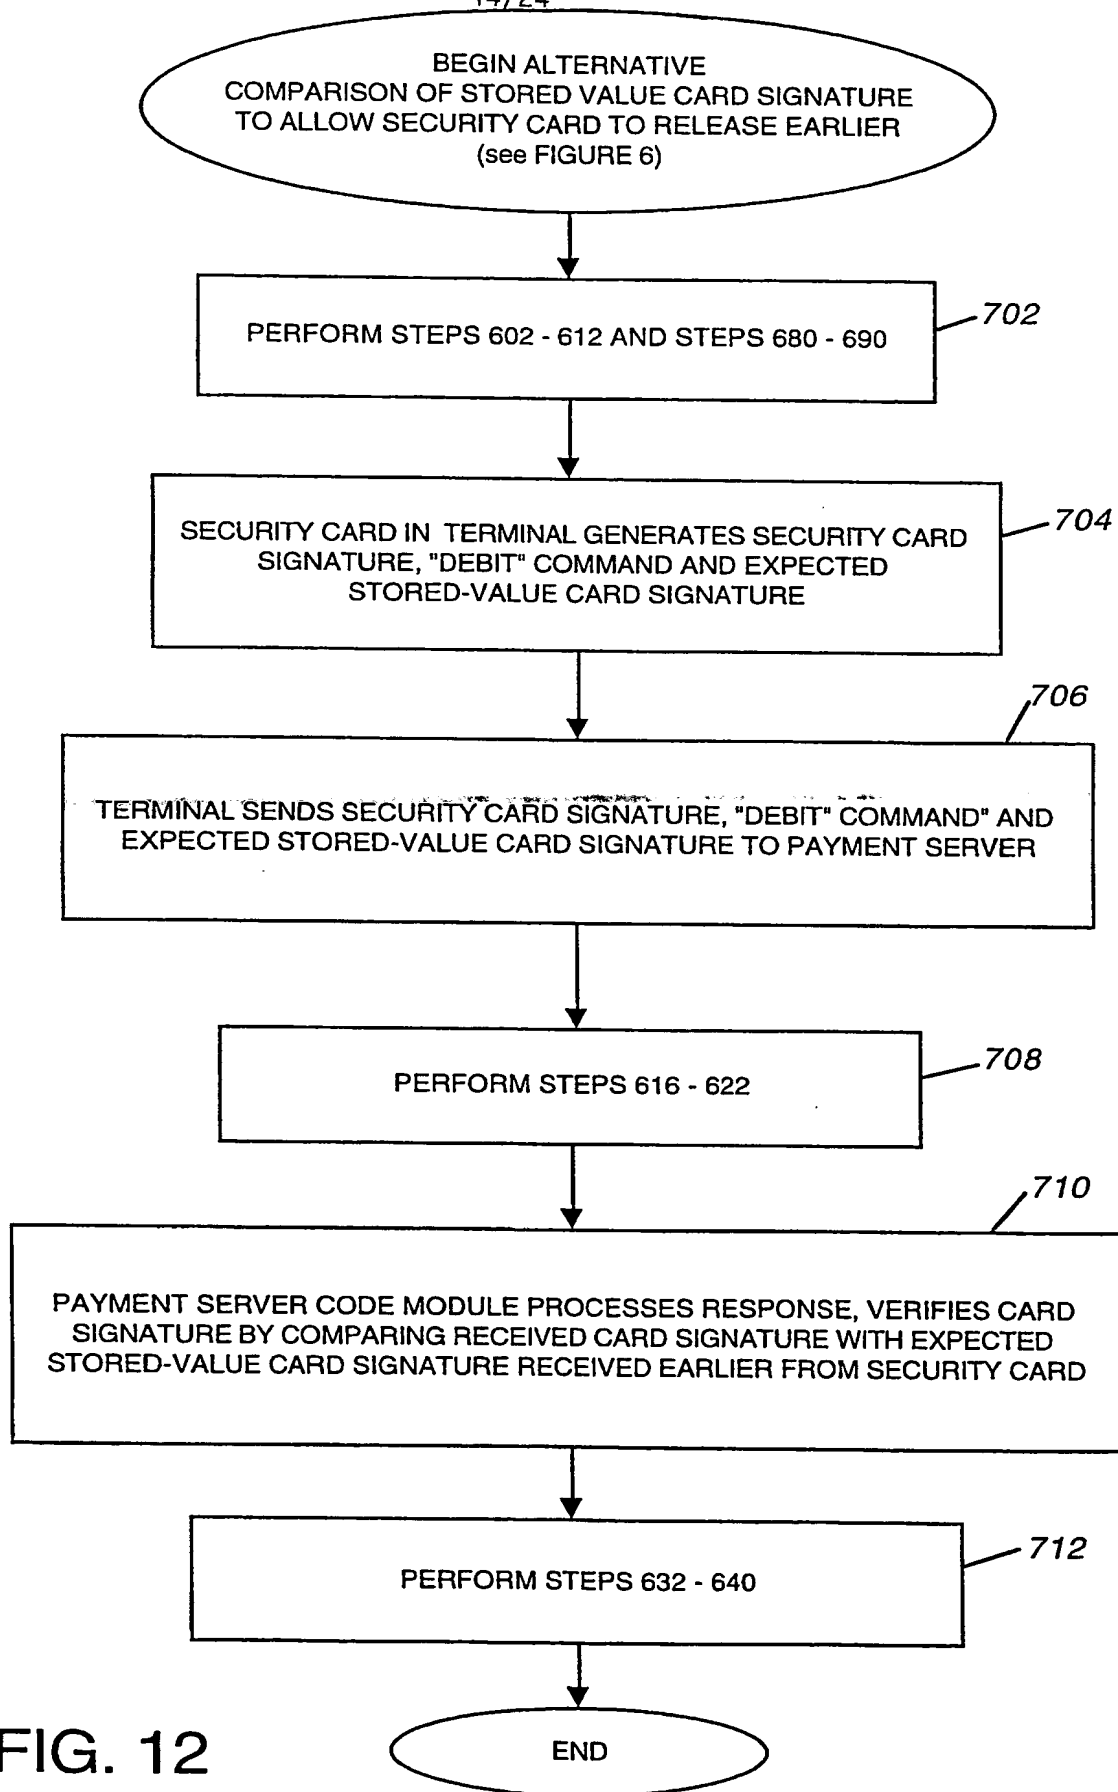 14/24
BEGIN ALTERNATIVE
COMPARISON OF STORED VALUE CARD SIGNATURE
TO ALLOW SECURITY CARD TO RELEASE EARLIER
(see FIGURE 6)
702
PERFORM STEPS 602 - 612 AND STEPS 680 - 690
704
SECURITY CARD IN TERMINAL GENERATES SECURITY CARD
SIGNATURE, "DEBIT" COMMAND AND EXPECTED
STORED-VALUE CARD SIGNATURE
706
TERMINAL SENDS SECURITY CARD SIGNATURE, "DEBIT" COMMAND" AND
EXPECTED STORED-VALUE CARD SIGNATURE TO PAYMENT SERVER
708
PERFORM STEPS 616 - 622
710
PAYMENT SERVER CODE MODULE PROCESSES RESPONSE, VERIFIES CARD
SIGNATURE BY COMPARING RECEIVED CARD SIGNATURE WITH EXPECTED
STORED-VALUE CARD SIGNATURE RECEIVED EARLIER FROM SECURITY CARD
712
PERFORM STEPS 632 - 640
END
FIG. 12